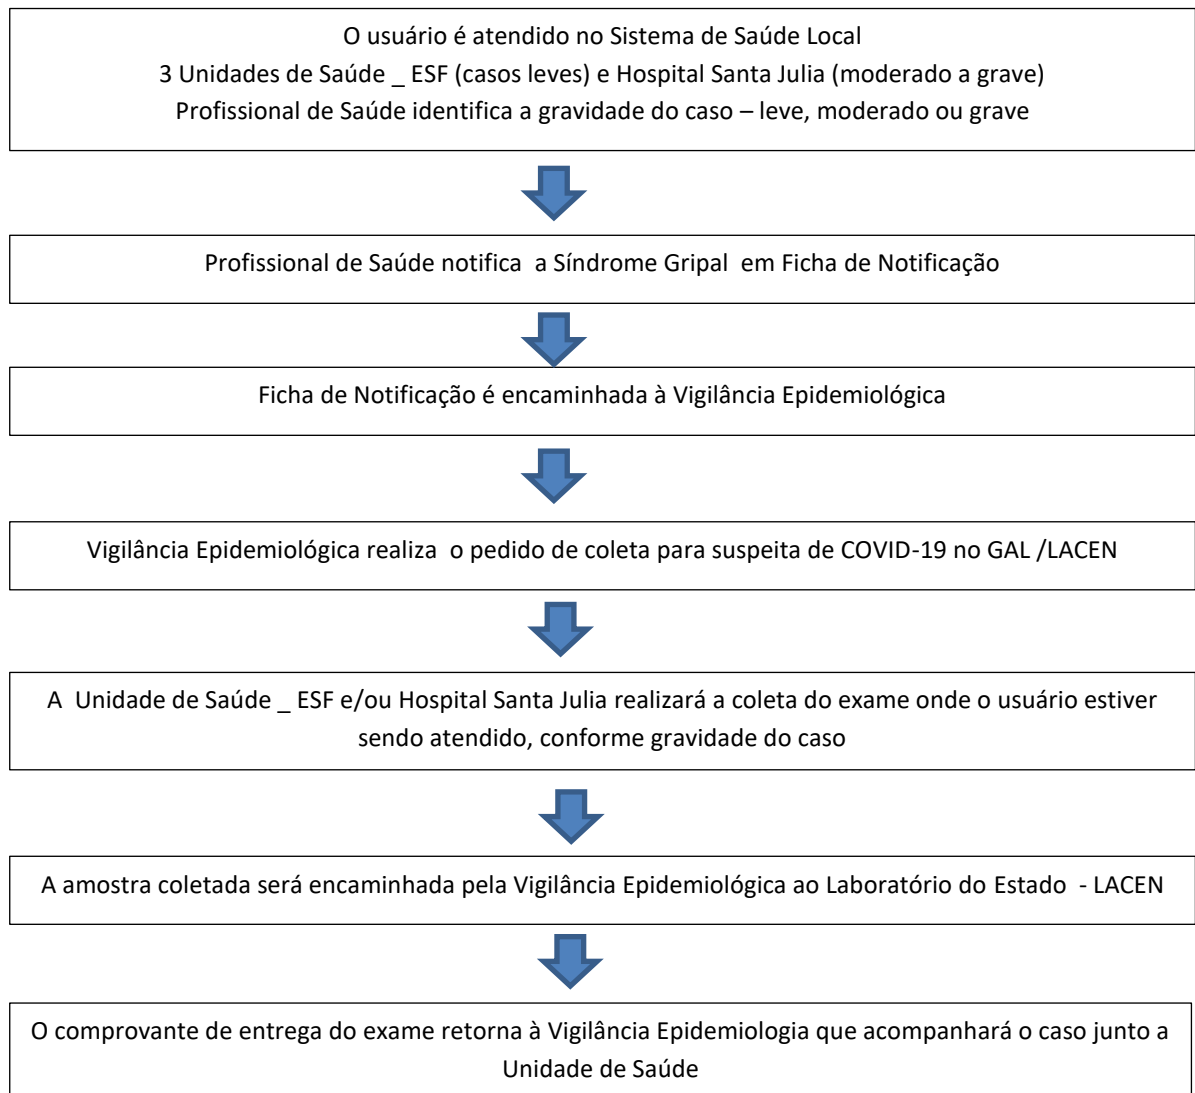 O usuário é atendido no Sistema de Saúde Local
3 Unidades de Saúde _ ESF (casos leves) e Hospital Santa Julia (moderado a grave)
Profissional de Saúde identifica a gravidade do caso – leve, moderado ou grave
Profissional de Saúde notifica a Síndrome Gripal em Ficha de Notificação
Ficha de Notificação é encaminhada à Vigilância Epidemiológica
Vigilância Epidemiológica realiza o pedido de coleta para suspeita de COVID-19 no GAL /LACEN
A Unidade de Saúde _ ESF e/ou Hospital Santa Julia realizará a coleta do exame onde o usuário estiver
sendo atendido, conforme gravidade do caso
A amostra coletada será encaminhada pela Vigilância Epidemiológica ao Laboratório do Estado - LACEN
O comprovante de entrega do exame retorna à Vigilância Epidemiologia que acompanhará o caso junto a
Unidade de Saúde